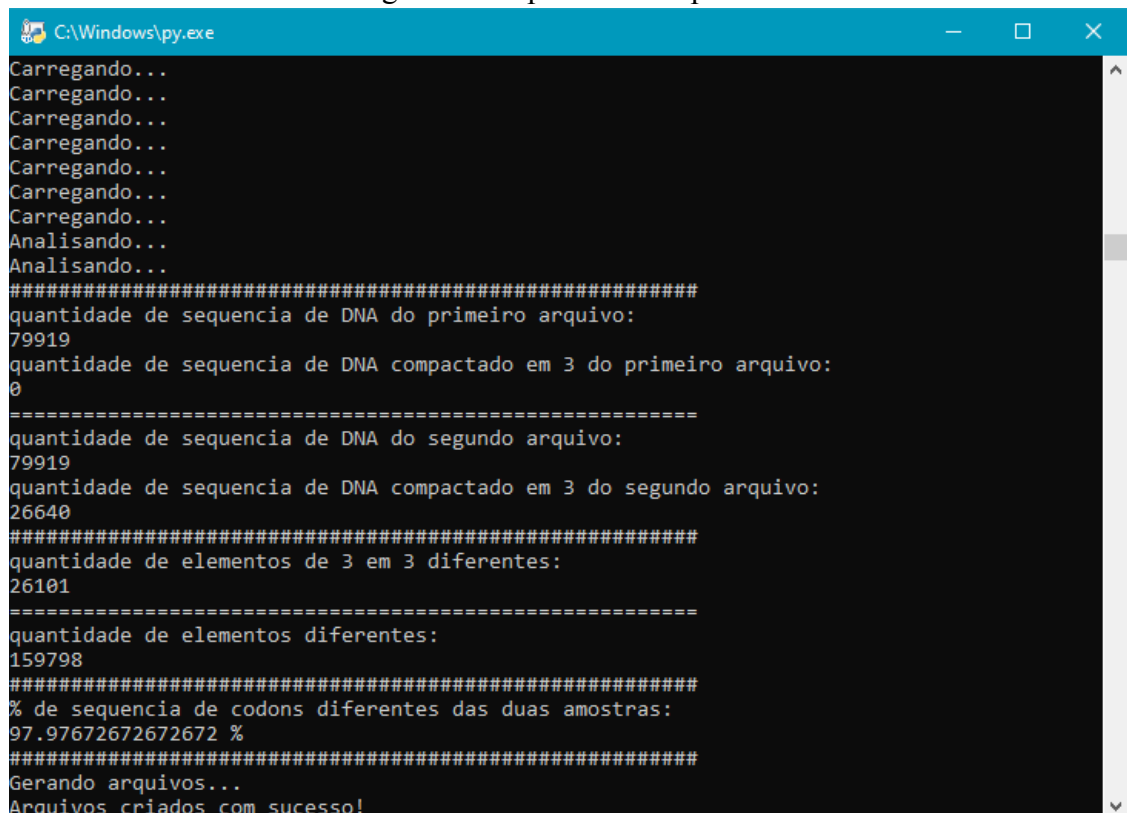 C:\Windows\py.exe
Carregando...
Carregando...
Carregando...
Carregando...
Carregando...
Carregando...
Carregando...
Analisando...
Analisando...
########################################################
quantidade de sequencia de DNA do primeiro arquivo:
79919
quantidade de sequencia de DNA compactado em 3 do primeiro arquivo:
0
========================================================
quantidade de sequencia de DNA do segundo arquivo:
79919
quantidade de sequencia de DNA compactado em 3 do segundo arquivo:
26640
########################################################
quantidade de elementos de 3 em 3 diferentes:
26101
========================================================
quantidade de elementos diferentes:
159798
########################################################
% de sequencia de codons diferentes das duas amostras:
97.97672672672672 %
########################################################
Gerando arquivos...
Arquivos criados com sucesso!